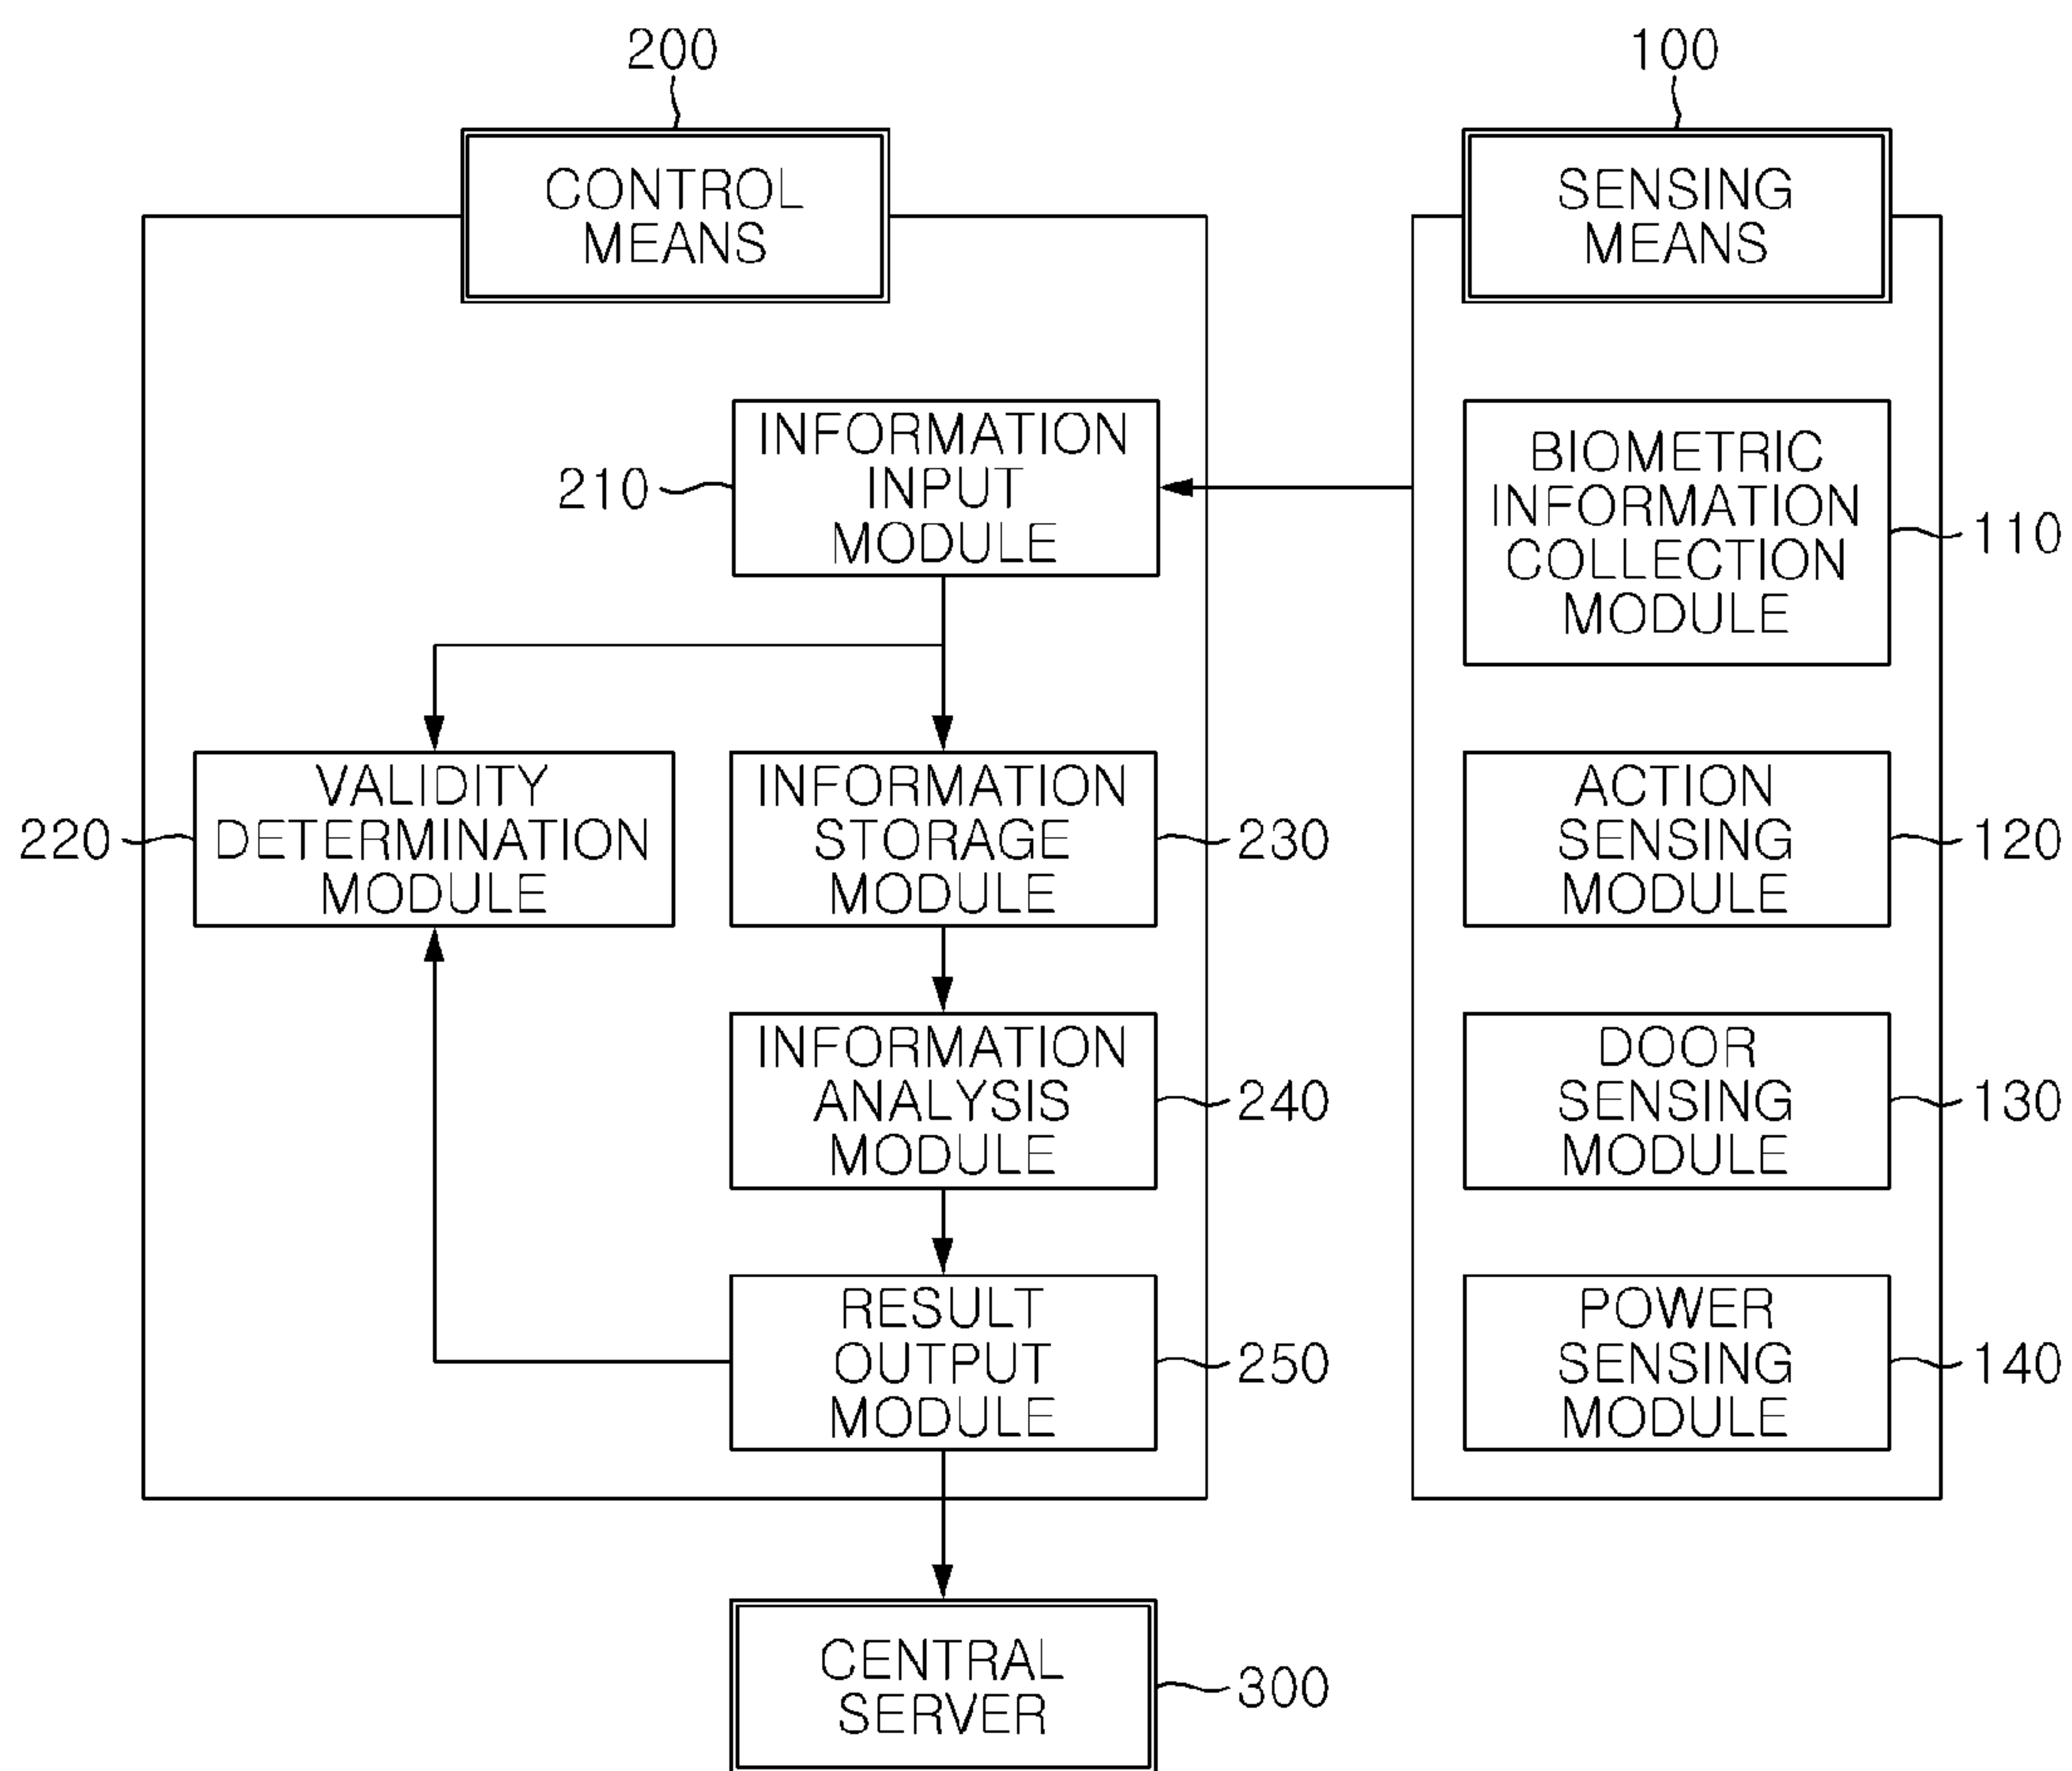 200
100
CONTROL
MEANS
SENSING
MEANS
INFORMATION
INPUT
MODULE
210
BIOMETRIC
INFORMATION
COLLECTION
MODULE
110
VALIDITY
DETERMINATION
MODULE
220
INFORMATION
STORAGE
MODULE
230
ACTION
SENSING
MODULE
120
INFORMATION
ANALYSIS
MODULE
240
DOOR
SENSING
MODULE
130
RESULT
OUTPUT
MODULE
250
POWER
SENSING
MODULE
140
CENTRAL
SERVER
300